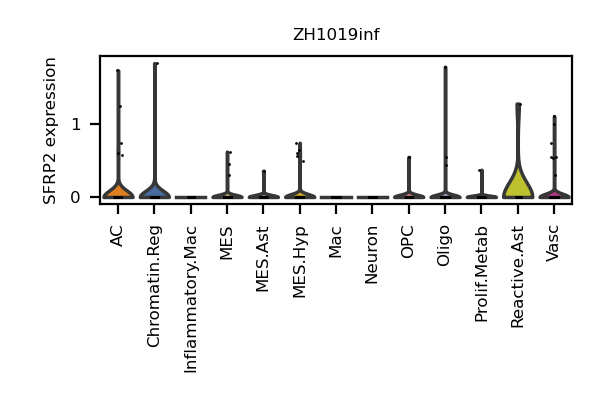 ZH1019inf
SFRP2 expression
1
0
AC
Chromatin.Reg
Inflammatory.Mac
MES
MES.Ast
MES.Hyp
Mac
Neuron
OPC
Oligo
Prolif.Metab
Reactive.Ast
Vasc